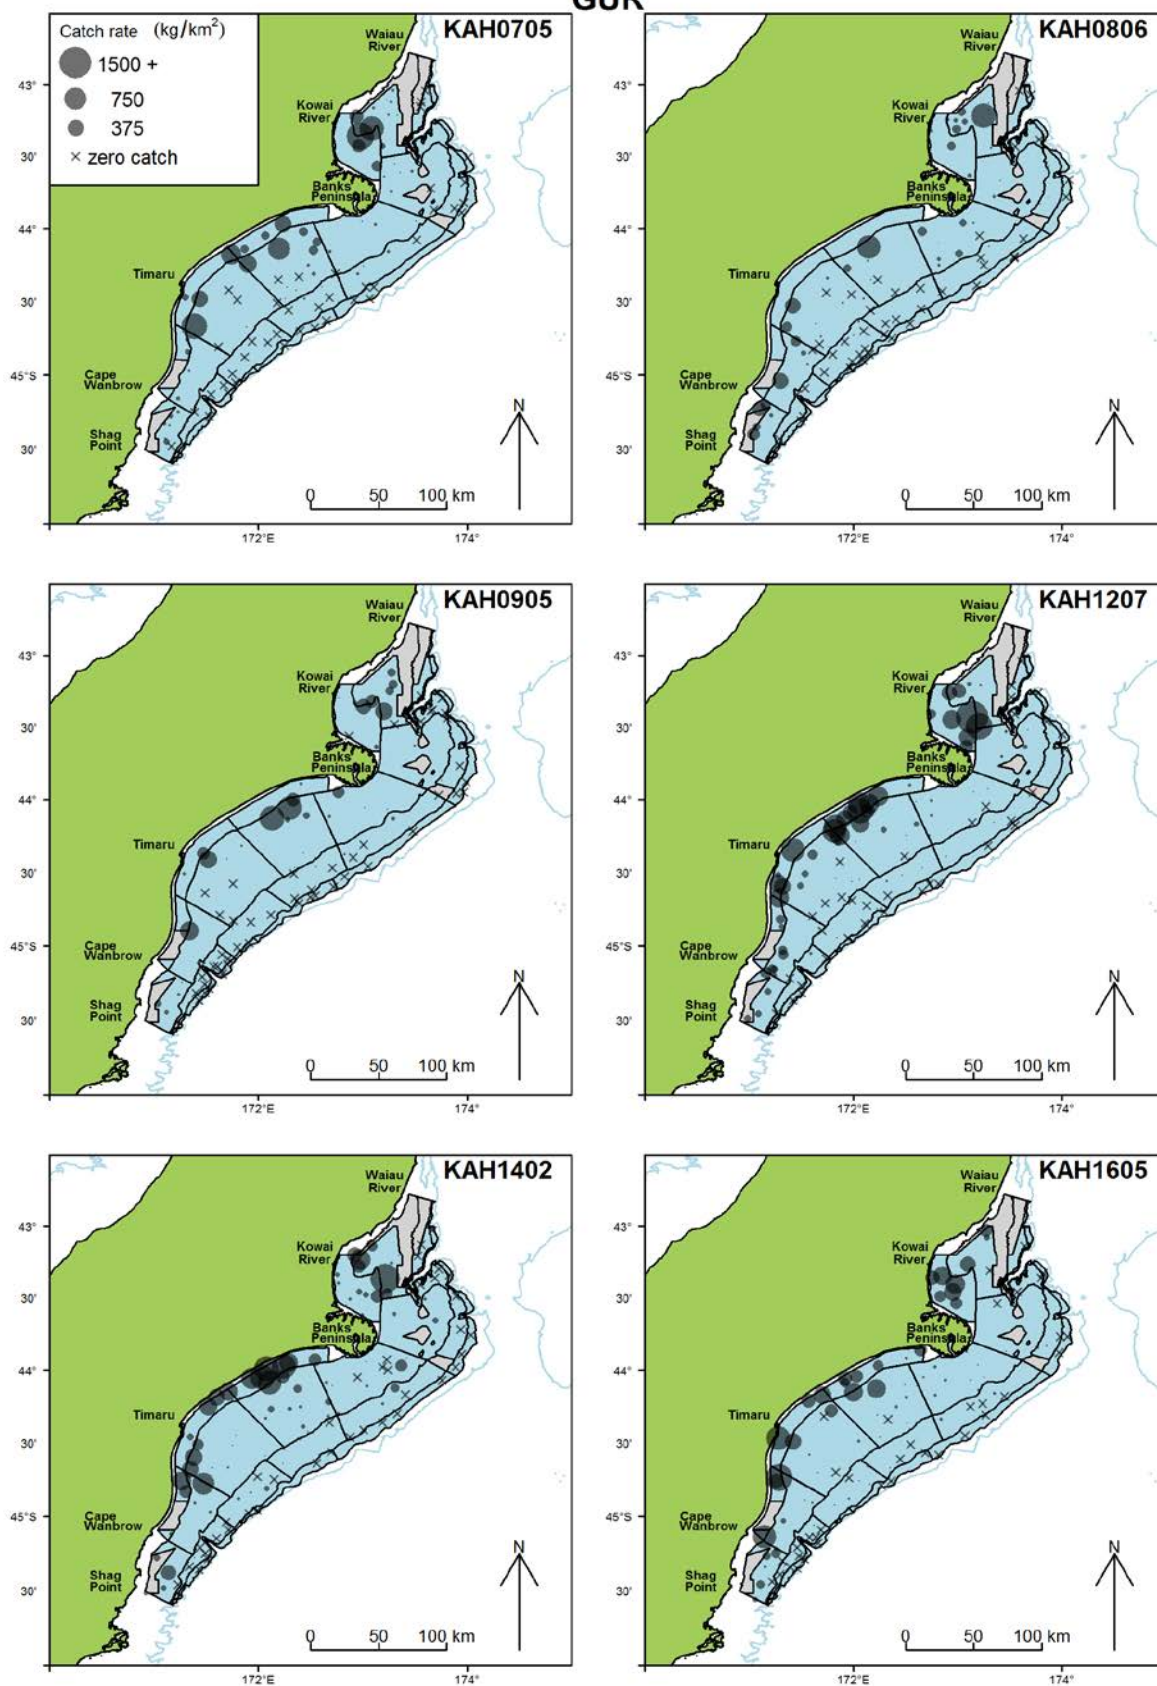 GUR
KAH0705
Catch rate (kg/km²)
1500 +
750
375
× zero catch
Waiau
River
Kowai
River
Banks
Peninsula
Timaru
Cape
Wanbrow
Shag
Point
43°
30'
44°
30'
45°S
30'
N
0 50 100 km
172°E 174°
KAH0806
Waiau
River
Kowai
River
Banks
Peninsula
Timaru
Cape
Wanbrow
Shag
Point
43°
30'
44°
30'
45°S
30'
N
0 50 100 km
172°E 174°
KAH0905
Waiau
River
Kowai
River
Banks
Peninsula
Timaru
Cape
Wanbrow
Shag
Point
43°
30'
44°
30'
45°S
30'
N
0 50 100 km
172°E 174°
KAH1207
Waiau
River
Kowai
River
Banks
Peninsula
Timaru
Cape
Wanbrow
Shag
Point
43°
30'
44°
30'
45°S
30'
N
0 50 100 km
172°E 174°
KAH1402
Waiau
River
Kowai
River
Banks
Peninsula
Timaru
Cape
Wanbrow
Shag
Point
43°
30'
44°
30'
45°S
30'
N
0 50 100 km
172°E 174°
KAH1605
Waiau
River
Kowai
River
Banks
Peninsula
Timaru
Cape
Wanbrow
Shag
Point
43°
30'
44°
30'
45°S
30'
N
0 50 100 km
172°E 174°